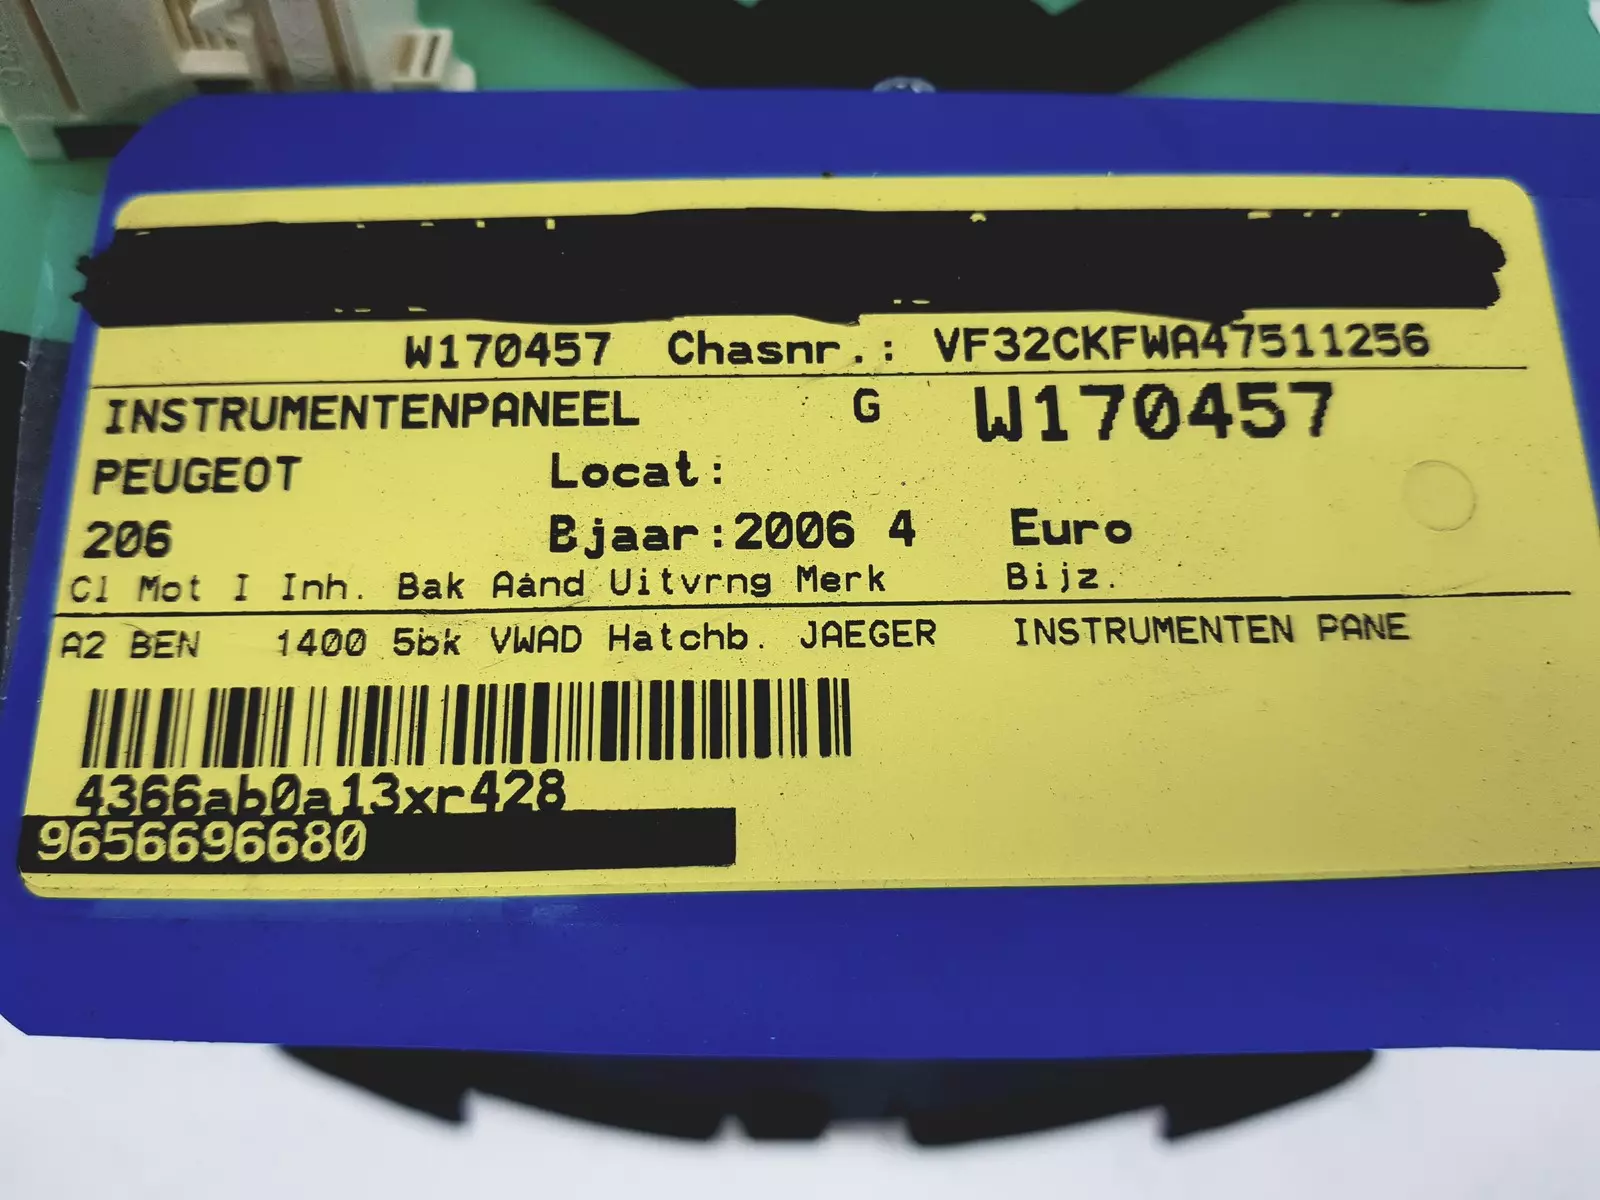 W170457 Chasnr.: VF32CKFWA47511256
INSTRUMENTENPANEEL G W170457
PEUGEOT Locat:
206 Bjaar:2006 4 Euro
Cl Mot I Inh. Bak Aand Uitvrng Merk Bijz.
A2 BEN 1400 5bk VWAD Hatchb. JAEGER INSTRUMENTEN PANE
4366ab0a13xr428
9656696680